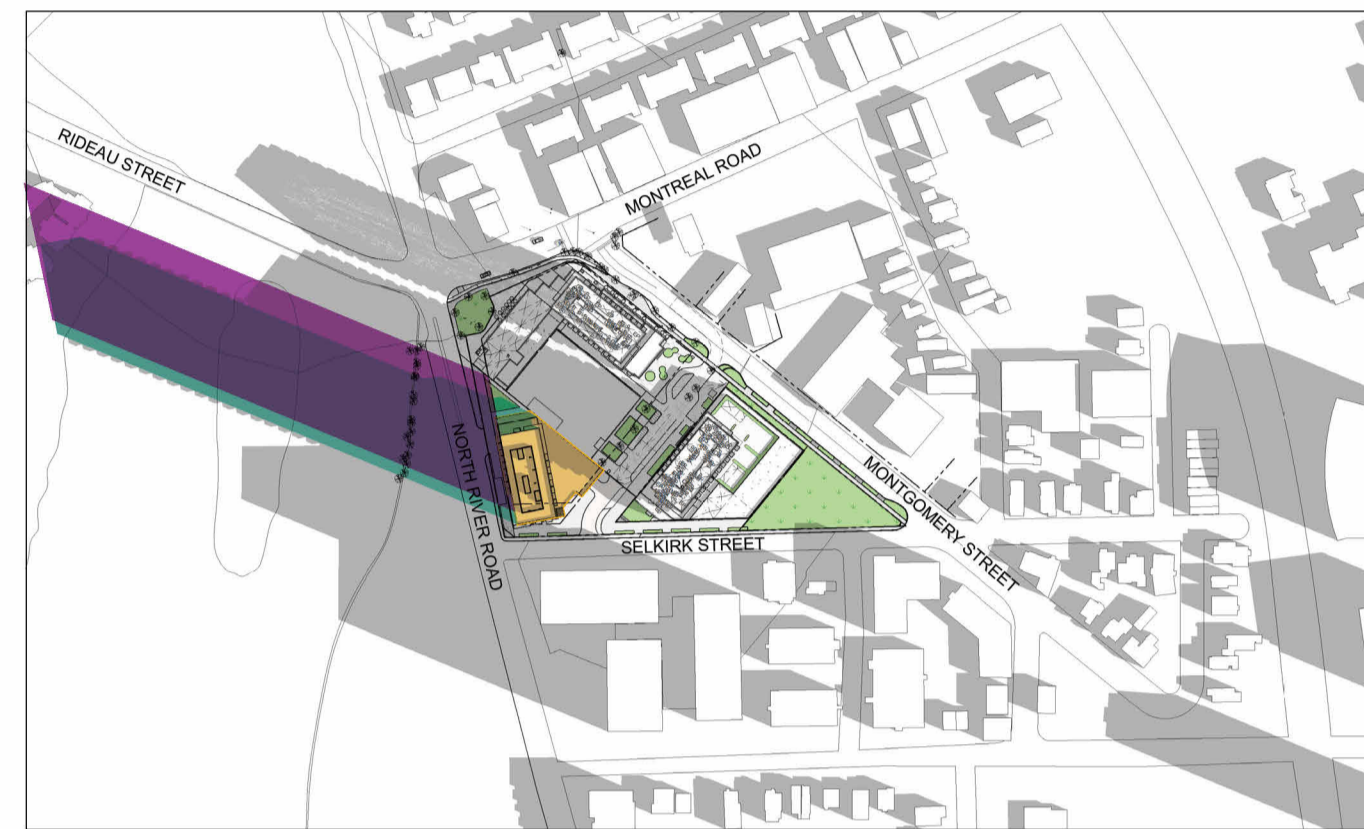 RIDEAU STREET
MONTREAL ROAD
NORTH RIVER ROAD
SELKIRK STREET
MONTGOMERY STREET